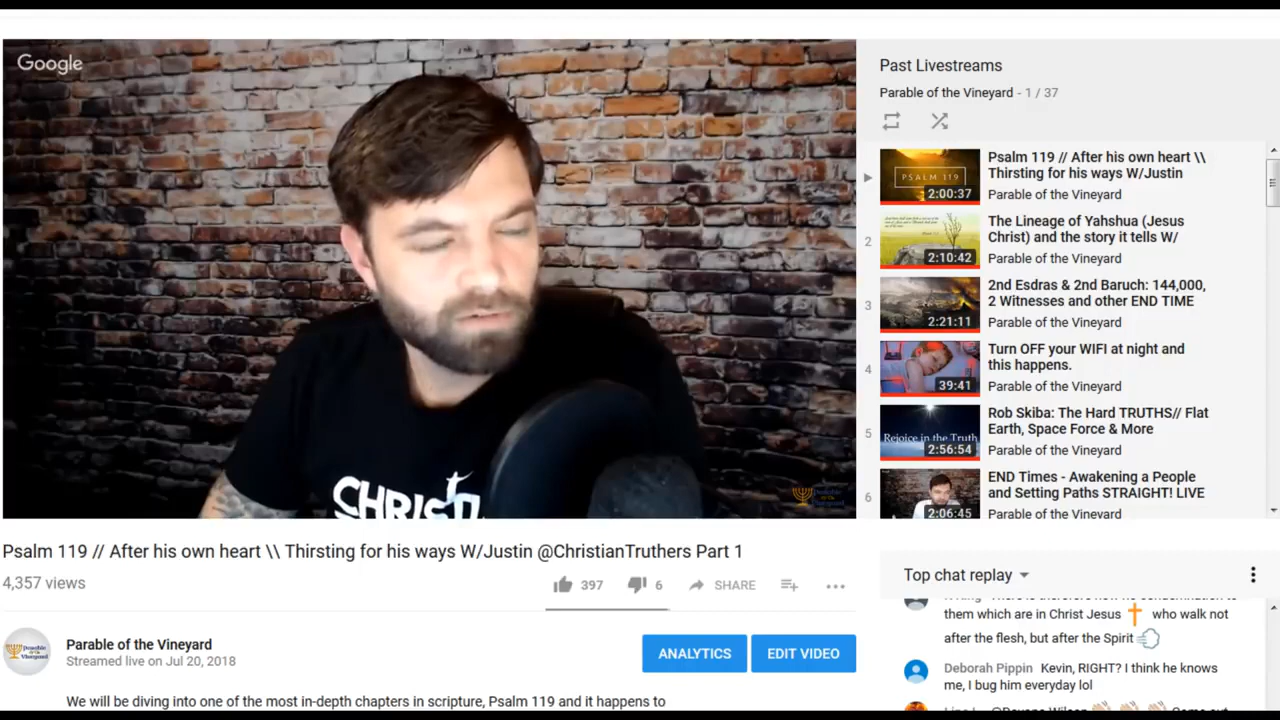 Google
CHRIST
Past Livestreams
Parable of the Vineyard - 1 / 37
PSALM 119
2:00:37
Psalm 119 // After his own heart \\
Thirsting for his ways W/Justin
Parable of the Vineyard
2
2:10:42
The Lineage of Yahshua (Jesus
Christ) and the story it tells W/
Parable of the Vineyard
3
2:21:11
2nd Esdras & 2nd Baruch: 144,000,
2 Witnesses and other END TIME
Parable of the Vineyard
4
39:41
Turn OFF your WIFI at night and
this happens.
Parable of the Vineyard
5
Rejoice in the Truth
2:56:54
Rob Skiba: The Hard TRUTHS// Flat
Earth, Space Force & More
Parable of the Vineyard
6
2:06:45
END Times - Awakening a People
and Setting Paths STRAIGHT! LIVE
Parable of the Vineyard
Psalm 119 // After his own heart \\ Thirsting for his ways W/Justin @ChristianTruthers Part 1
4,357 views
397
6
SHARE
Parable of the Vineyard
Streamed live on Jul 20, 2018
ANALYTICS
EDIT VIDEO
We will be diving into one of the most in-depth chapters in scripture, Psalm 119 and it happens to
Top chat replay
them which are in Christ Jesus who walk not
after the flesh, but after the Spirit
Deborah Pippin Kevin, RIGHT? I think he knows
me, I bug him everyday lol